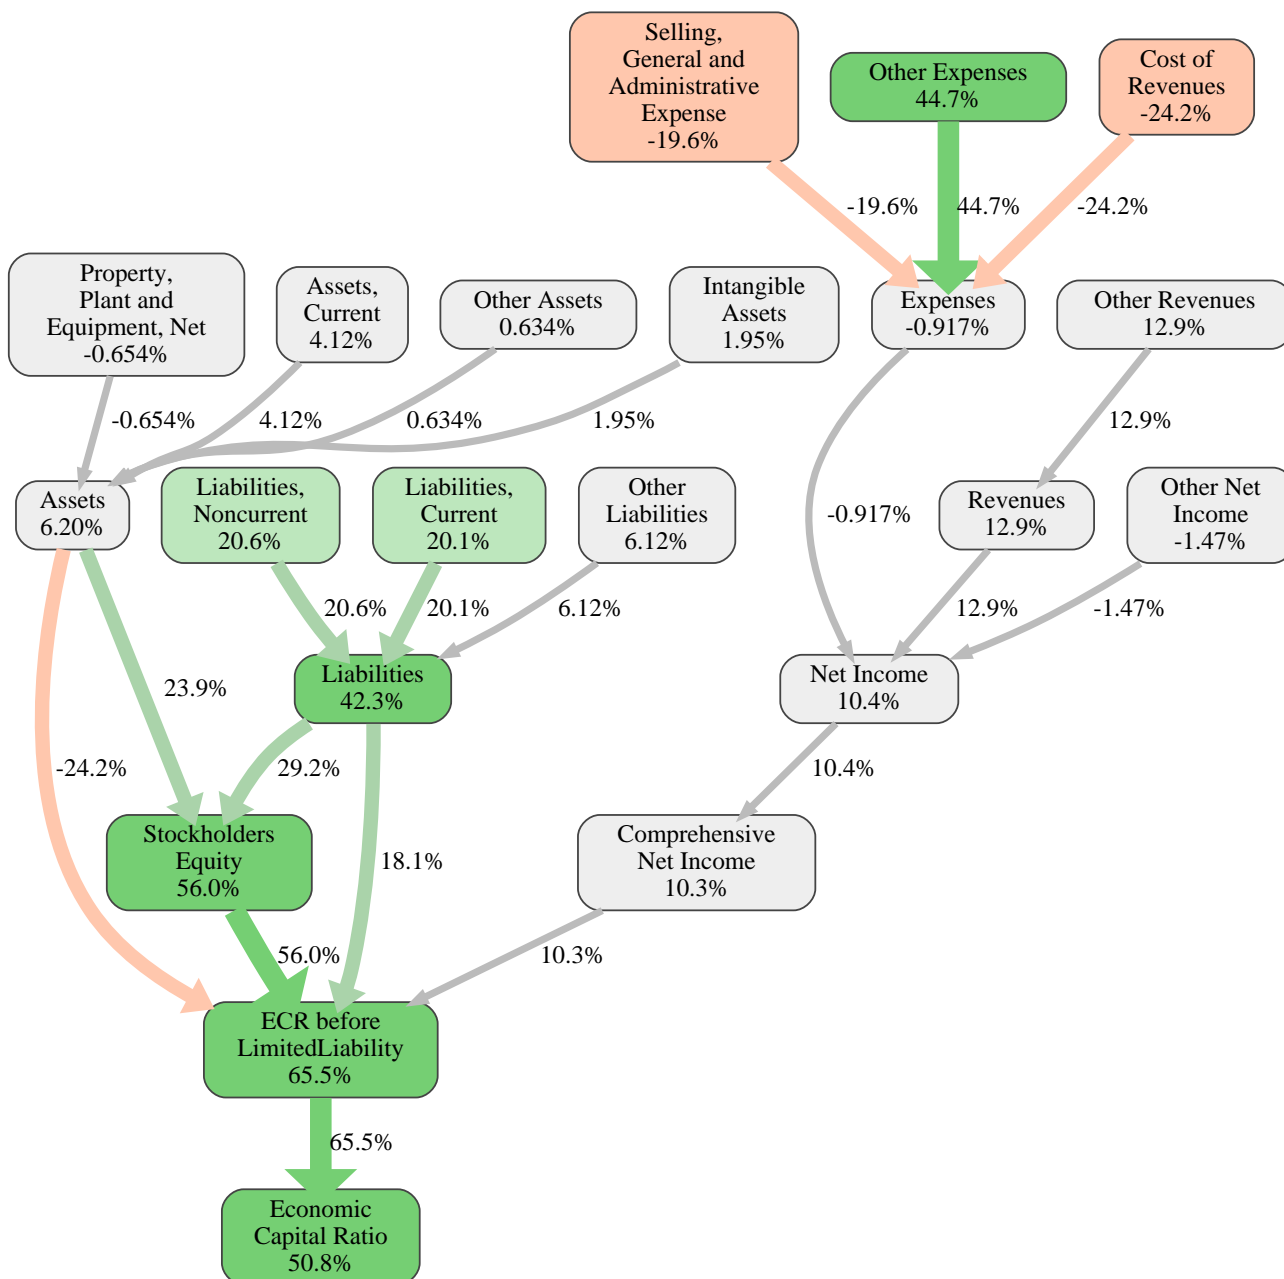 Selling,
General and
Administrative
Expense
-19.6%
Other Expenses
44.7%
Cost of
Revenues
-24.2%
-19.6%
44.7%
-24.2%
Property,
Plant and
Equipment, Net
-0.654%
Assets,
Current
4.12%
Other Assets
0.634%
Intangible
Assets
1.95%
Expenses
-0.917%
Other Revenues
12.9%
-0.654%
4.12%
0.634%
1.95%
12.9%
Assets
6.20%
Liabilities,
Noncurrent
20.6%
Liabilities,
Current
20.1%
Other
Liabilities
6.12%
-0.917%
Revenues
12.9%
Other Net
Income
-1.47%
20.6%
20.1%
6.12%
12.9%
-1.47%
23.9%
Liabilities
42.3%
Net Income
10.4%
-24.2%
29.2%
10.4%
Stockholders
Equity
56.0%
18.1%
Comprehensive
Net Income
10.3%
56.0%
10.3%
ECR before
LimitedLiability
65.5%
65.5%
Economic
Capital Ratio
50.8%